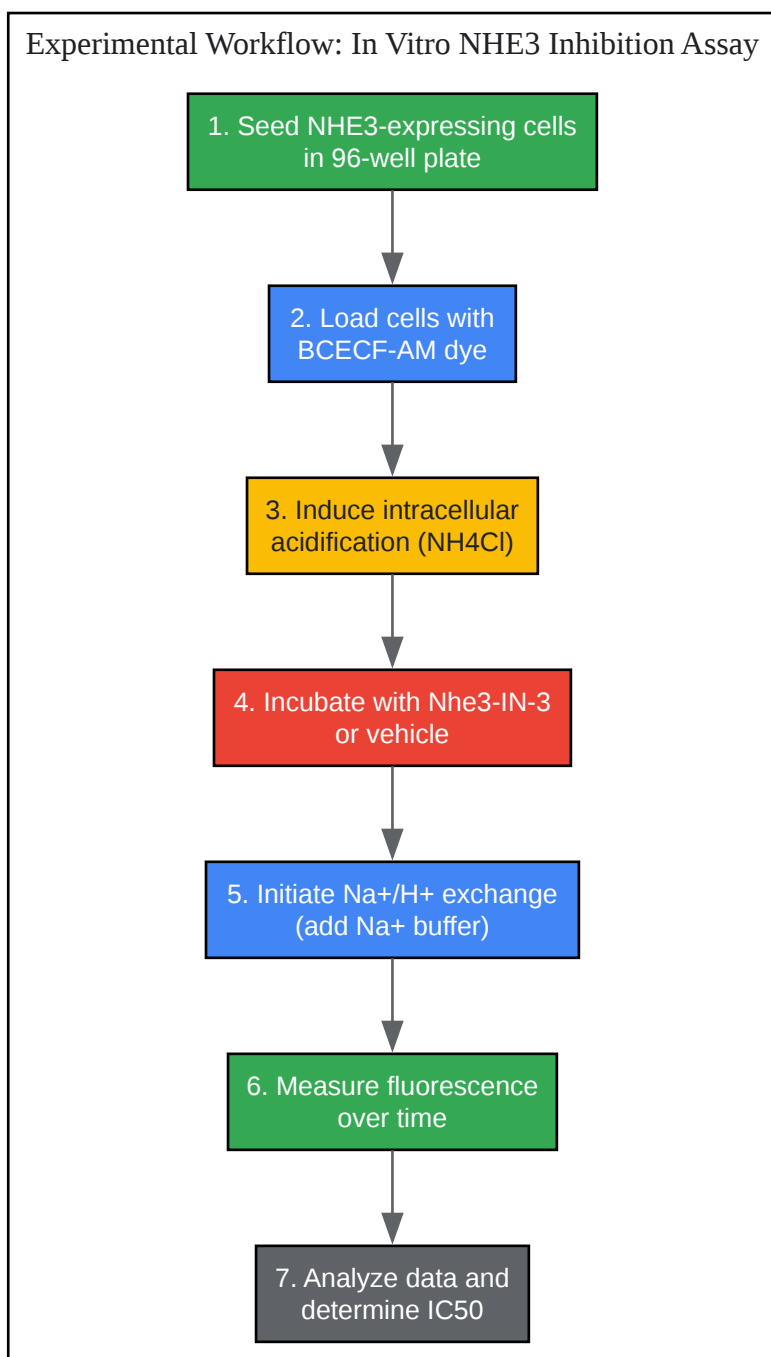 Experimental Workflow: In Vitro NHE3 Inhibition Assay
1. Seed NHE3-expressing cells
in 96-well plate
2. Load cells with
BCECF-AM dye
3. Induce intracellular
acidification (NH4Cl)
4. Incubate with Nhe3-IN-3
or vehicle
5. Initiate Na+/H+ exchange
(add Na+ buffer)
6. Measure fluorescence
over time
7. Analyze data and
determine IC50